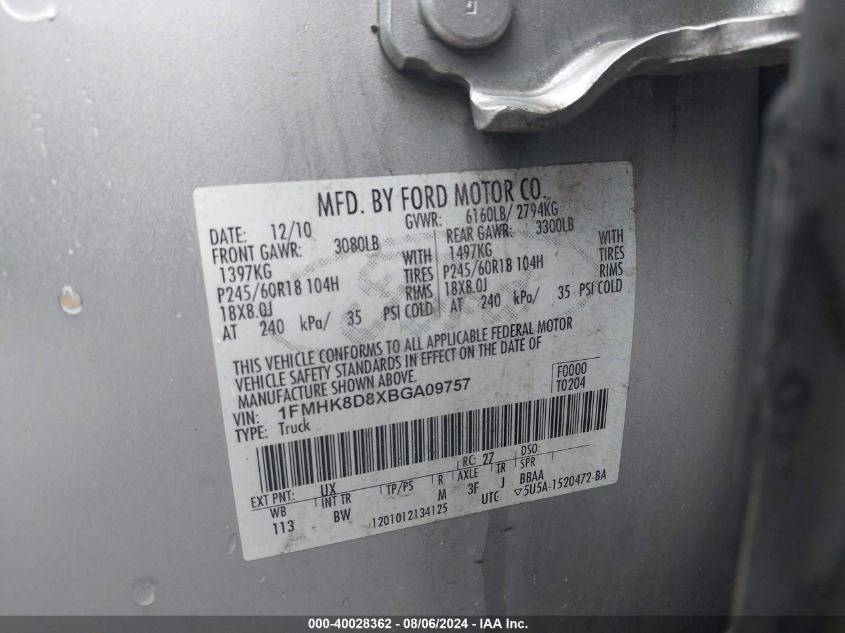 MFD. BY FORD MOTOR CO.
DATE: 12/10 GVWR: 6160LB/ 2794KG
FRONT GAWR: 3080LB REAR GAWR: 3300LB
1397KG WITH 1497KG WITH
P245/60R18 104H TIRES P245/60R18 104H TIRES
18X8.0J RIMS 18X8.0J RIMS
AT 240 kPa/ 35 PSI COLD AT 240 kPa/ 35 PSI COLD
THIS VEHICLE CONFORMS TO ALL APPLICABLE FEDERAL MOTOR
VEHICLE SAFETY STANDARDS IN EFFECT ON THE DATE OF
MANUFACTURE SHOWN ABOVE.
VIN: 1FMHK8D8XBGA09757 F0000
TYPE: Truck T0204
EXT PNT: UX RC: 27 DSO:
WB INT TR TP/PS R AXLE TR SPR
113 BW M 3F J BBAA
1201012134125 UTC ▽5U5A-1520472-BA
000-40028362 - 08/06/2024 - IAA Inc.